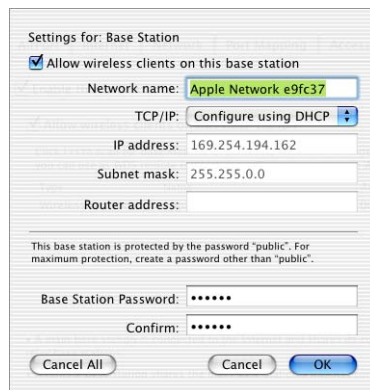 Settings for: Base Station
Allow wireless clients on this base station
Network name: Apple Network e9fc37
TCP/IP: Configure using DHCP
IP address: 169.254.194.162
Subnet mask: 255.255.0.0
Router address:
This base station is protected by the password “public”. For
maximum protection, create a password other than “public”.
Base Station Password: ••••••
Confirm: ••••••
Cancel All Cancel OK